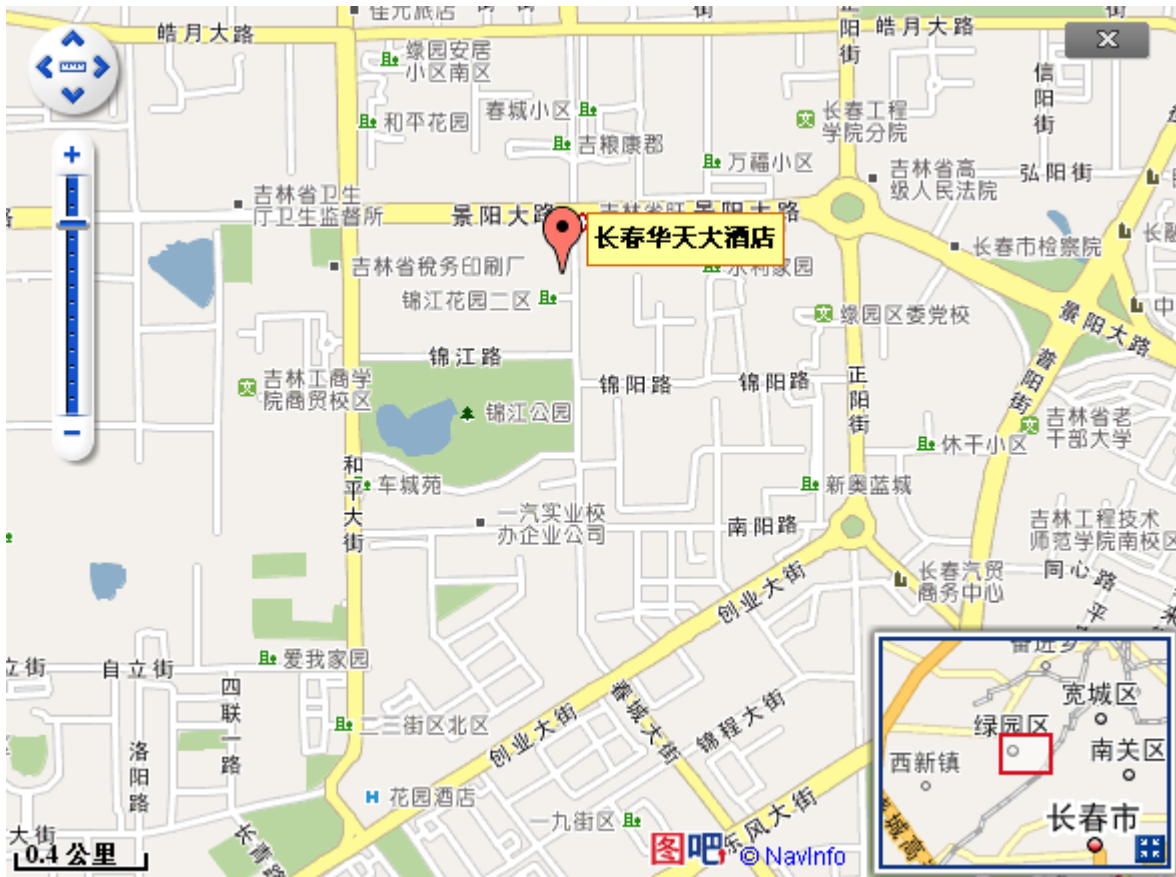 佳元旅店
街
街
皓月大路
正阳街
皓月大路
绿园安居
小区南区
信阳街
春城小区
和平花园
长春工程
学院分院
吉粮康郡
万福小区
吉林省高
级人民法院
弘阳街
吉林省卫生
厅卫生监督所
景阳大路
景阳大路
长春华天大酒店
长春市检察院
吉林省税务印刷厂
水利家园
锦江花园二区
绿园区委党校
景阳大路
锦江路
普阳街
吉林工商学
院商贸校区
锦阳路
锦阳路
正阳街
锦江公园
吉林省老
干部大学
休干小区
和平大街
车城苑
新奥蓝城
一汽实业校
办企业公司
南阳路
吉林工程技术
师范学院南校区
长春汽贸
商务中心
同心路
创业大街
立街
自立街
爱我家园
四联一路
春城大街
二三街区北区
锦程大街
创业大街
洛阳路
花园酒店
一九街区
东风大街
大街
东青路
0.4 公里
图吧
© NavInfo
奋进乡
宽城区
绿园区
南关区
西新镇
长春市